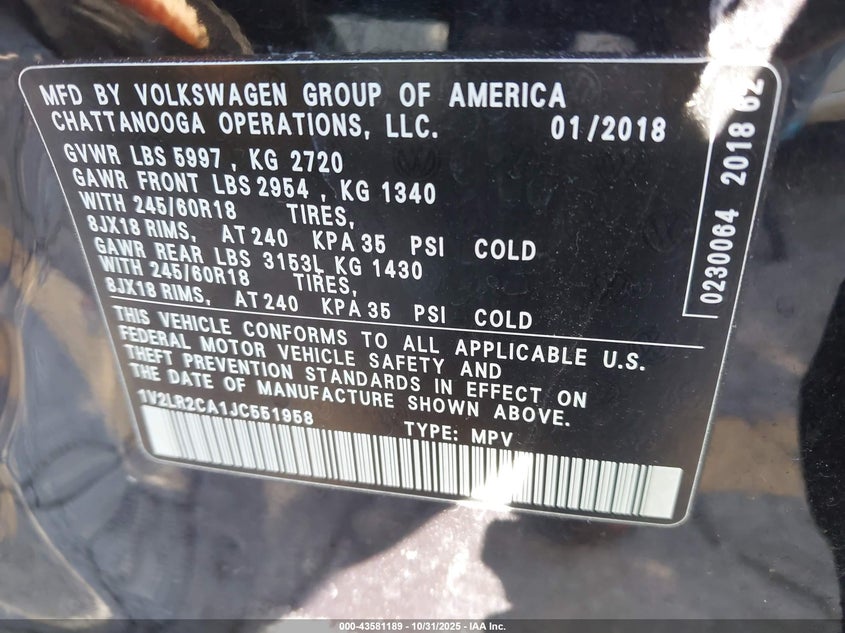 MFD BY VOLKSWAGEN GROUP OF AMERICA
CHATTANOOGA OPERATIONS, LLC. 01/2018
GVWR LBS 5997 , KG 2720
GAWR FRONT LBS 2954 , KG 1340
WITH 245/60R18 TIRES,
8JX18 RIMS, AT 240 KPA 35 PSI COLD
GAWR REAR LBS 3153L KG 1430
WITH 245/60R18 TIRES,
8JX18 RIMS, AT 240 KPA 35 PSI COLD
THIS VEHICLE CONFORMS TO ALL APPLICABLE U.S.
FEDERAL MOTOR VEHICLE SAFETY AND
THEFT PREVENTION STANDARDS IN EFFECT ON
THE DATE OF MANUFACTURE SHOWN ABOVE.
1V2LR2CA1JC551958 TYPE: MPV
0230064 2018 62
000-43581189 - 10/31/2025 - IAA Inc.